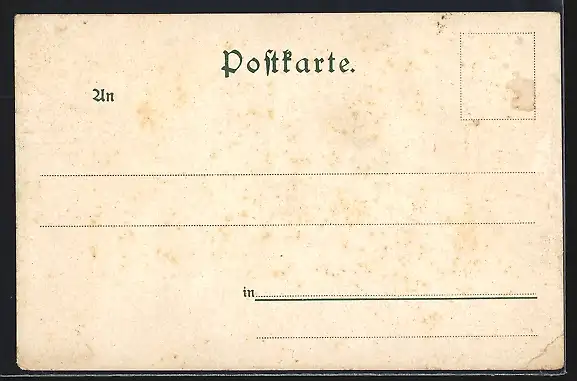 Poſtkarte.
An
in